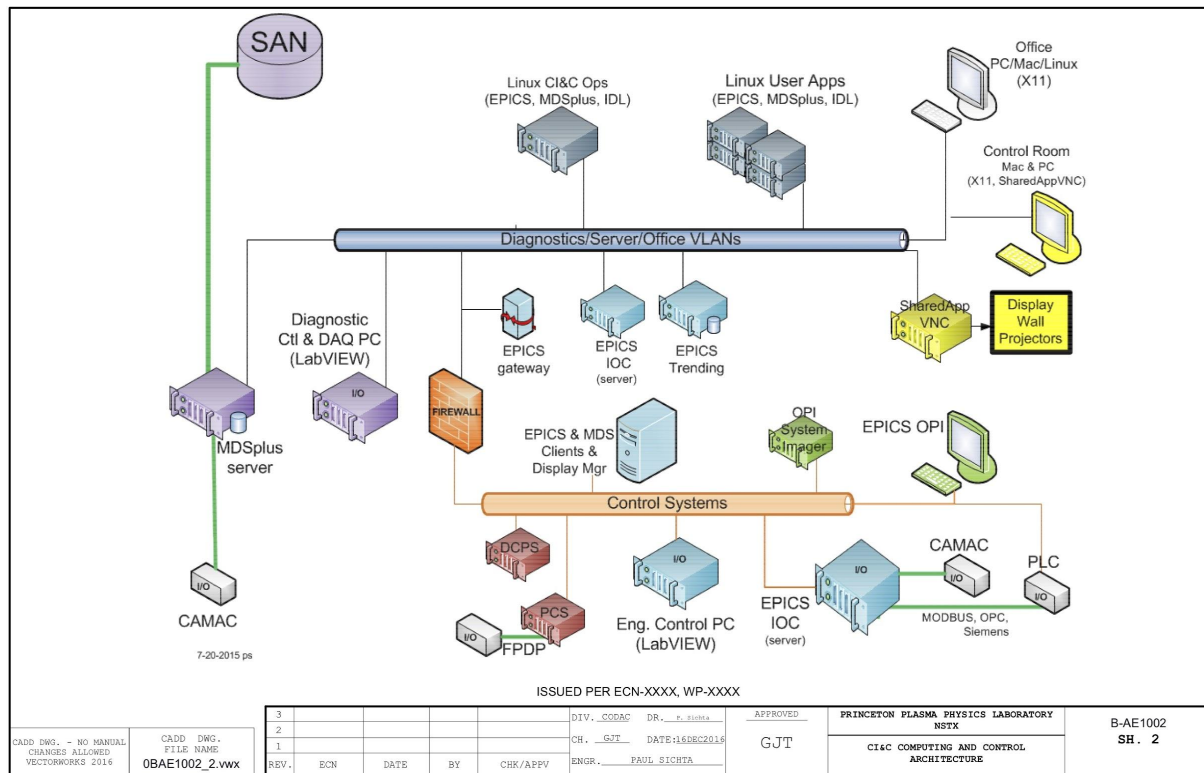 SAN
Linux CI&C Ops
(EPICS, MDSplus, IDL)
Linux User Apps
(EPICS, MDSplus, IDL)
Office
PC/Mac/Linux
(X11)
Control Room
Mac & PC
(X11, SharedAppVNC)
Diagnostics/Server/Office VLANs
Diagnostic
Ctl & DAQ PC
(LabVIEW)
I/O
EPICS
gateway
EPICS
IOC
(server)
EPICS
Trending
SharedApp
VNC
Display
Wall
Projectors
MDSplus
server
FIREWALL
EPICS & MDS
Clients &
Display Mgr
OPI
System
Imager
EPICS OPI
Control Systems
DCPS
PCS
I/O
FPDP
I/O
Eng. Control PC
(LabVIEW)
EPICS
IOC
(server)
I/O
CAMAC
I/O
PLC
I/O
MODBUS, OPC,
Siemens
I/O
CAMAC
7-20-2015 ps
ISSUED PER ECN-XXXX, WP-XXXX
CADD DWG. - NO MANUAL
CHANGES ALLOWED
VECTORWORKS 2016
CADD DWG.
FILE NAME
0BAE1002_2.vwx
3
2
1
REV. ECN DATE BY CHK/APPV
DIV. CODAC DR. P. Sichta
CH. GJT DATE:16DEC2016
ENGR. PAUL SICHTA
APPROVED
GJT
PRINCETON PLASMA PHYSICS LABORATORY
NSTX
CI&C COMPUTING AND CONTROL
ARCHITECTURE
B-AE1002
SH. 2